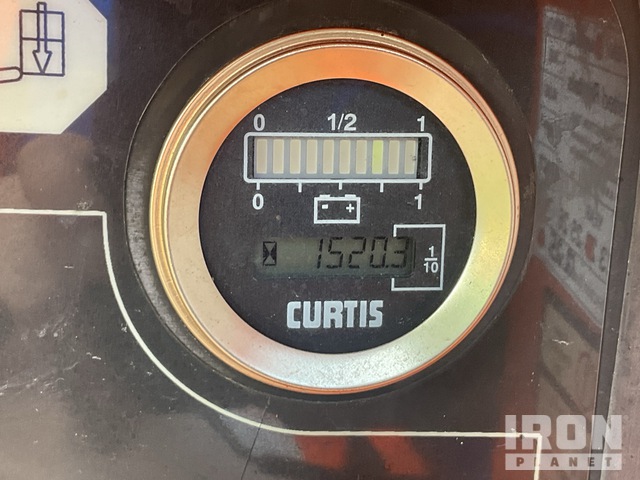 0 1/2 1
0 1
- +
1520.3
1/10
CURTIS
IRON
PLANET